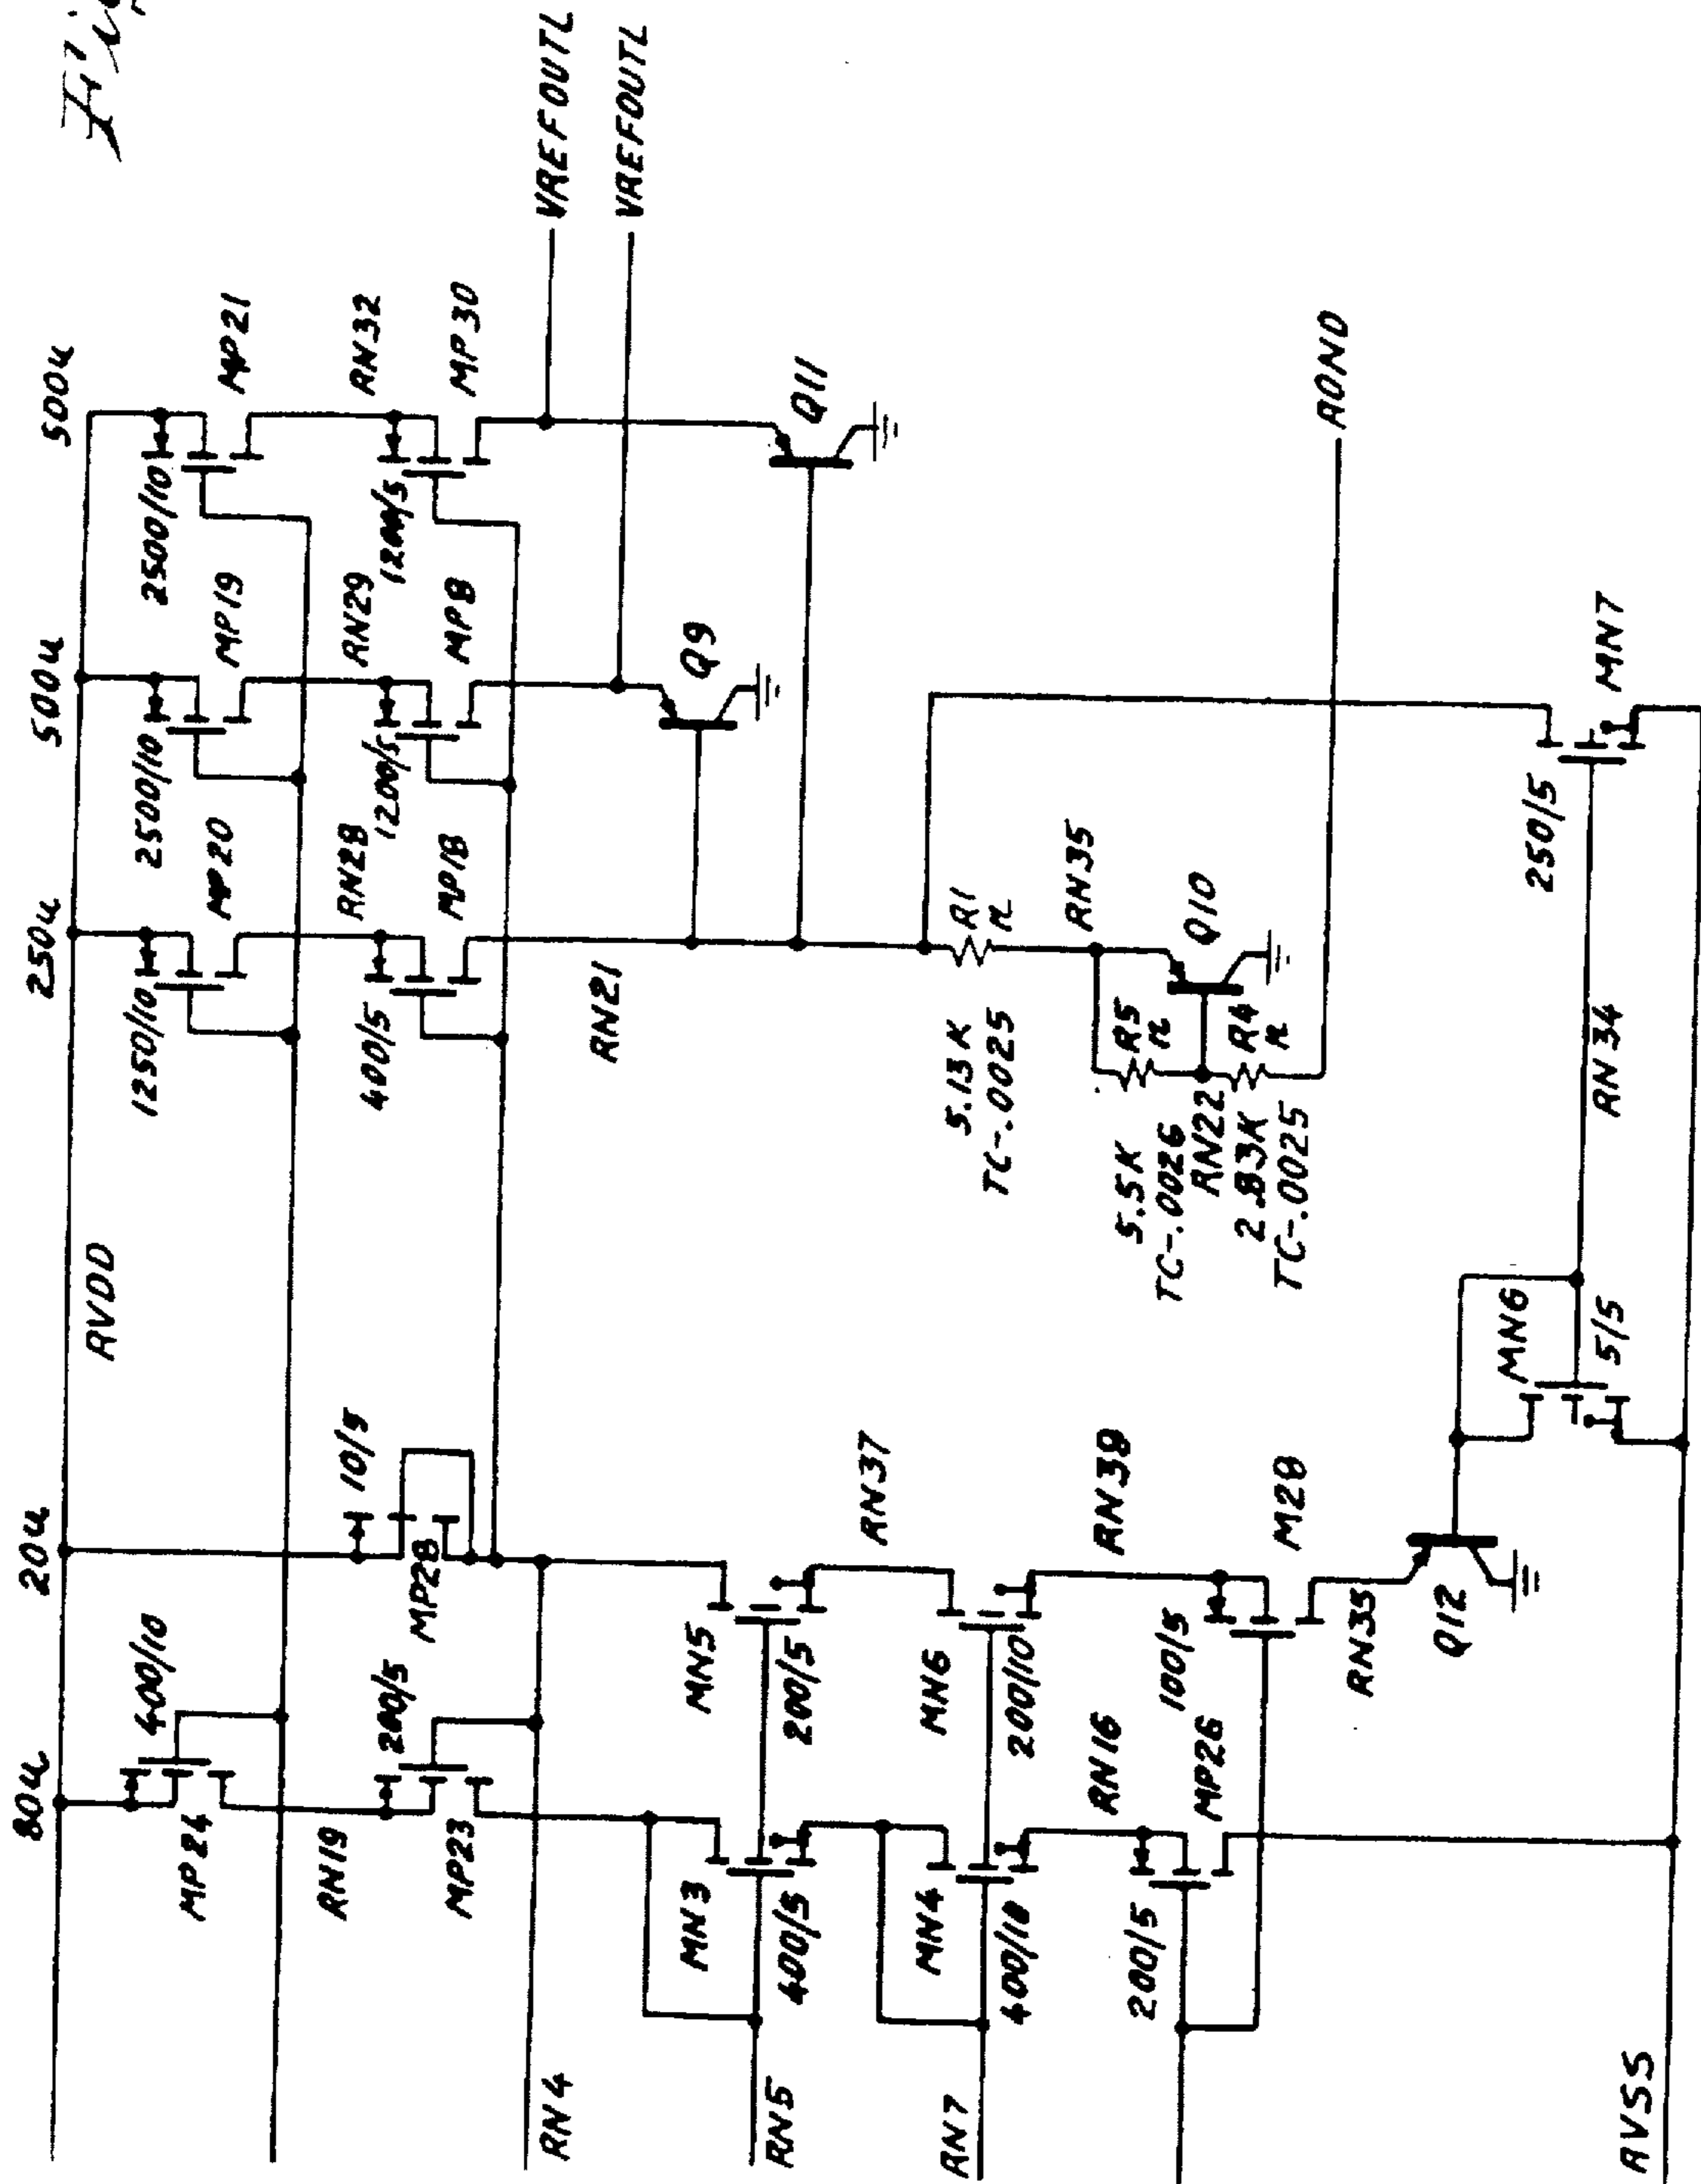 80u
20u
250u
500u
500u
AVDD
400/10
MP24
10/5
1250/10
MP20
2500/10
MP19
2500/10
MP21
RN19
200/5
MP23
MP28
400/5
RN28
MP18
1200/5
RN29
MP8
1200/5
RN32
MP30
RN4
VREFOUTL
VREFOUTL
RN21
Q9
Q11
MN3
400/5
MN5
200/5
RN5
RN37
MN4
400/10
MN6
200/10
RN7
RN38
5.13K
TC-.0025
R1
R
RN35
5.5K
TC-.0026
R5
R
Q10
RN22
2.83K
TC-.0025
R4
R
AGND
RN16
200/5
MP26
100/5
M28
RN35
Q12
MN6
5/5
RN34
250/5
MN7
AVSS